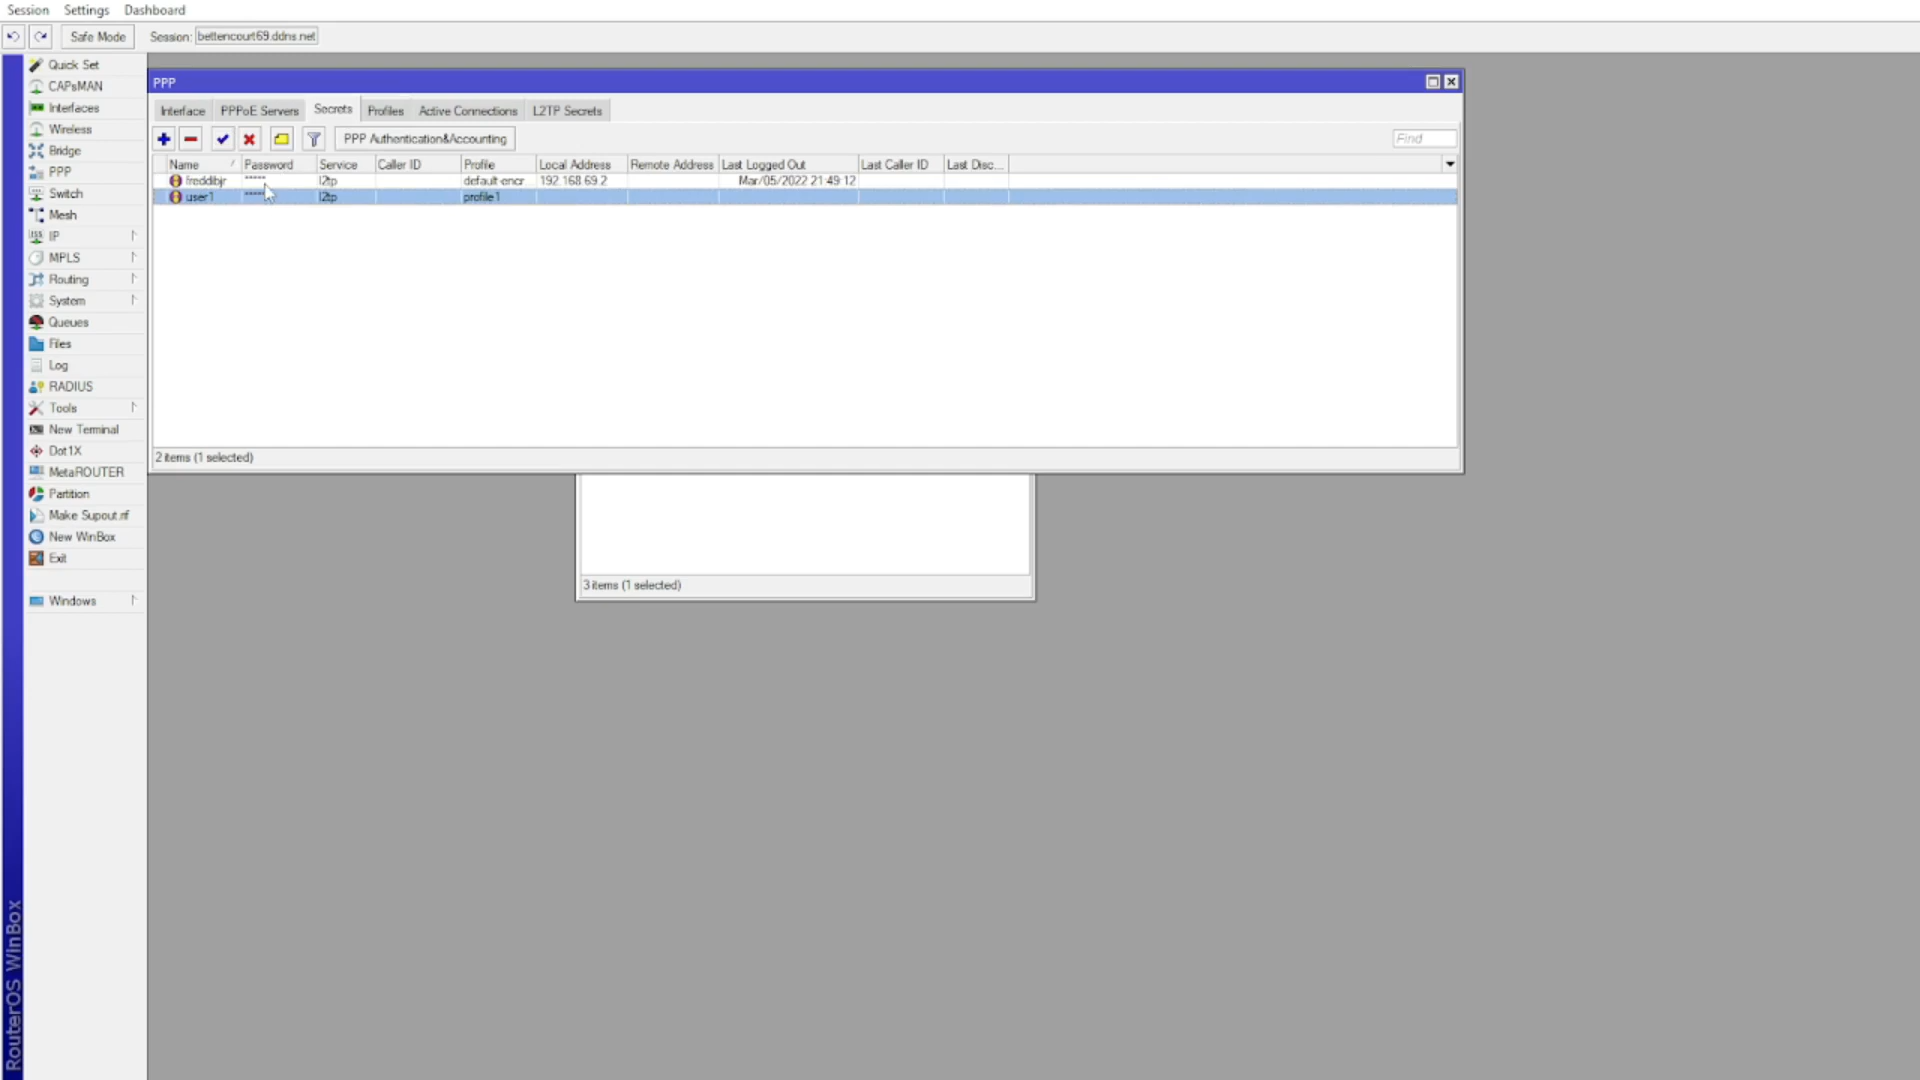 Session Settings Dashboard
Safe Mode Session: bettencourt69.ddns.net
Quick Set
CAPsMAN
Interfaces
Wireless
Bridge
PPP
Switch
Mesh
IP
MPLS
Routing
System
Queues
Files
Log
RADIUS
Tools
New Terminal
Dot1X
MetaROUTER
Partition
Make Supout.rif
New WinBox
Exit
Windows
RouterOS WinBox
PPP
Interface PPPoE Servers Secrets Profiles Active Connections L2TP Secrets
PPP Authentication&Accounting Find
Name Password Service Caller ID Profile Local Address Remote Address Last Logged Out Last Caller ID Last Disc...
freddibjr ***** l2tp default-encr 192.168.69.2 Mar/05/2022 21:49:12
user1 ***** l2tp profile1
2 items (1 selected)
3 items (1 selected)